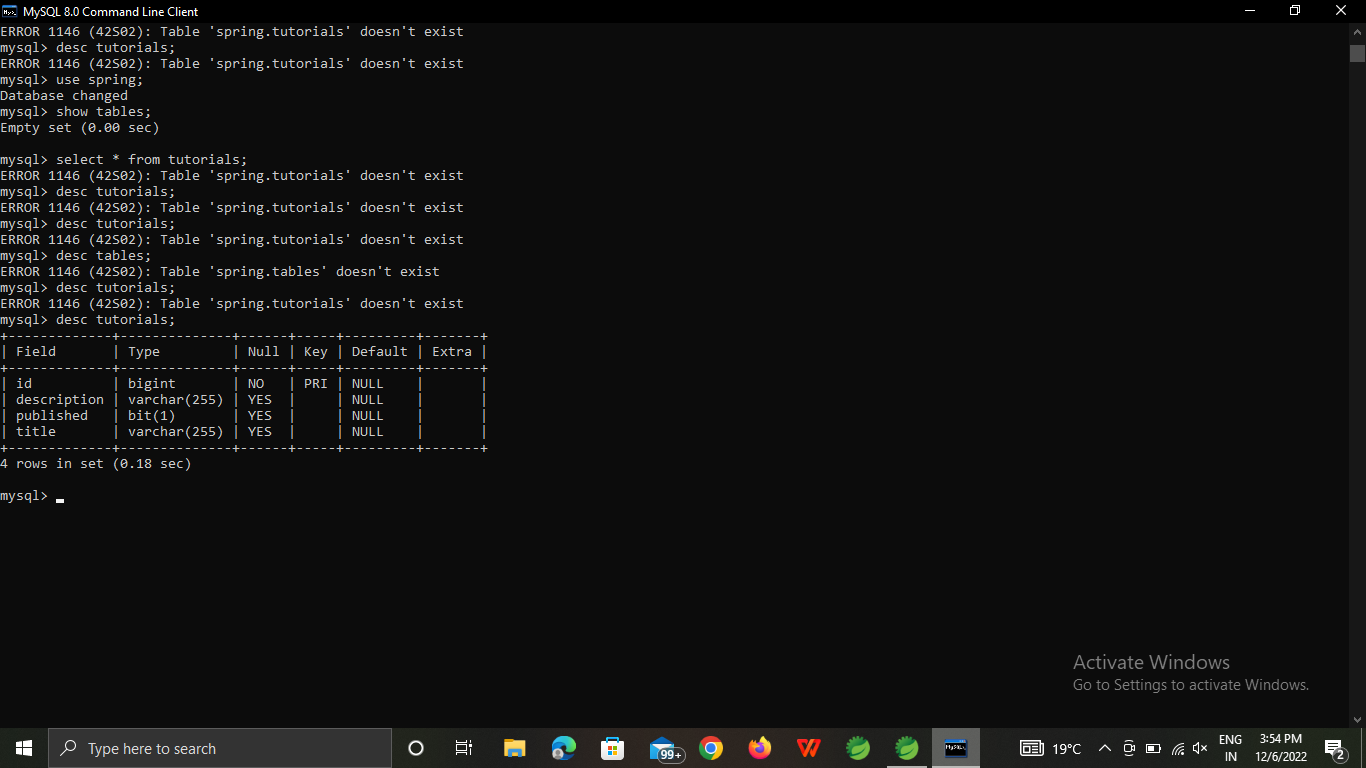 MySQL 8.0 Command Line Client
ERROR 1146 (42S02): Table 'spring.tutorials' doesn't exist
mysql> desc tutorials;
ERROR 1146 (42S02): Table 'spring.tutorials' doesn't exist
mysql> use spring;
Database changed
mysql> show tables;
Empty set (0.00 sec)
mysql> select * from tutorials;
ERROR 1146 (42S02): Table 'spring.tutorials' doesn't exist
mysql> desc tutorials;
ERROR 1146 (42S02): Table 'spring.tutorials' doesn't exist
mysql> desc tutorials;
ERROR 1146 (42S02): Table 'spring.tutorials' doesn't exist
mysql> desc tables;
ERROR 1146 (42S02): Table 'spring.tables' doesn't exist
mysql> desc tutorials;
ERROR 1146 (42S02): Table 'spring.tutorials' doesn't exist
mysql> desc tutorials;
+-------------+--------------+------+-----+---------+-------+
| Field       | Type         | Null | Key | Default | Extra |
+-------------+--------------+------+-----+---------+-------+
| id          | bigint       | NO   | PRI | NULL    |       |
| description | varchar(255) | YES  |     | NULL    |       |
| published   | bit(1)       | YES  |     | NULL    |       |
| title       | varchar(255) | YES  |     | NULL    |       |
+-------------+--------------+------+-----+---------+-------+
4 rows in set (0.18 sec)
mysql> _
Activate Windows
Go to Settings to activate Windows.
Type here to search
99+
MySQL
19°C
ENG
IN
3:54 PM
12/6/2022
2